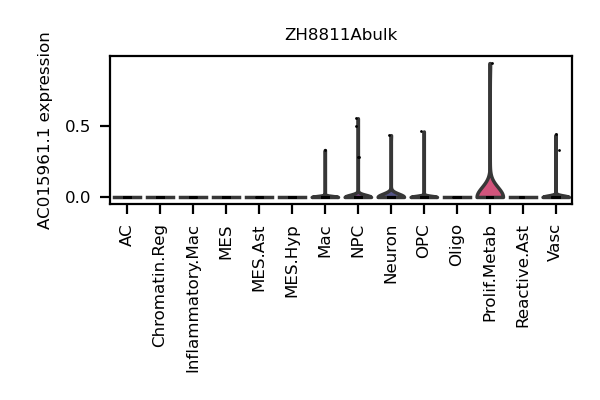 ZH8811Abulk
AC015961.1 expression
0.5
0.0
AC
Chromatin.Reg
Inflammatory.Mac
MES
MES.Ast
MES.Hyp
Mac
NPC
Neuron
OPC
Oligo
Prolif.Metab
Reactive.Ast
Vasc